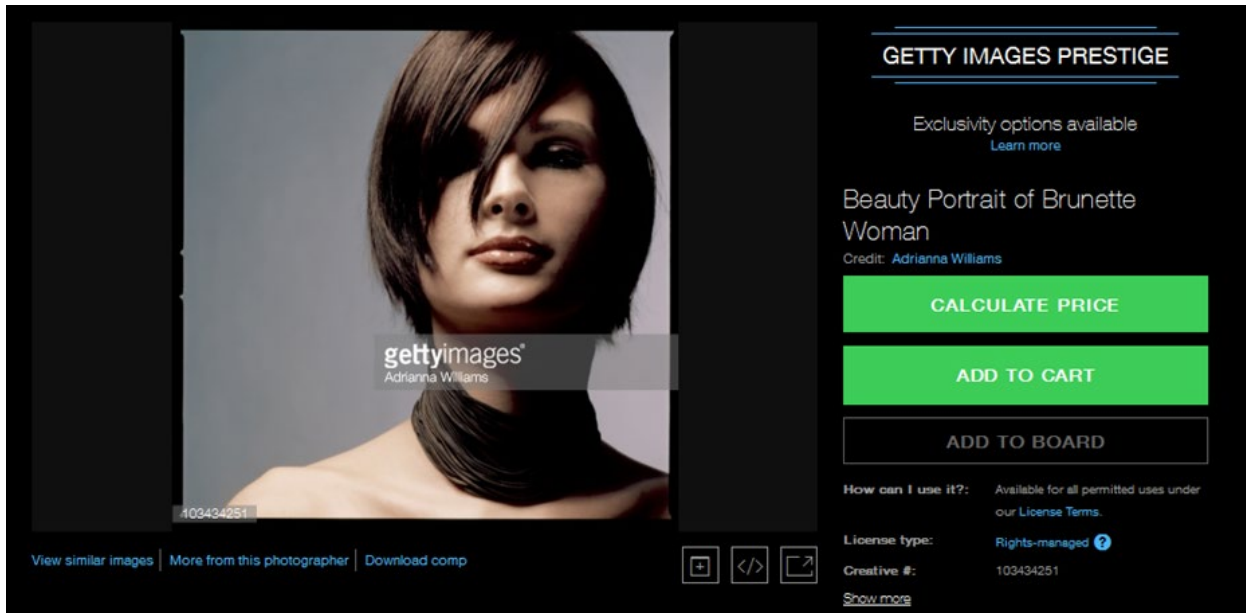 GETTY IMAGES PRESTIGE
Exclusivity options available
Learn more
Beauty Portrait of Brunette
Woman
Credit: Adrianna Williams
CALCULATE PRICE
ADD TO CART
ADD TO BOARD
How can I use it?: Available for all permitted uses under
our License Terms.
License type: Rights-managed ?
Creative #: 103434251
Show more
gettyimages®
Adrianna Williams
103434251
View similar images | More from this photographer | Download comp